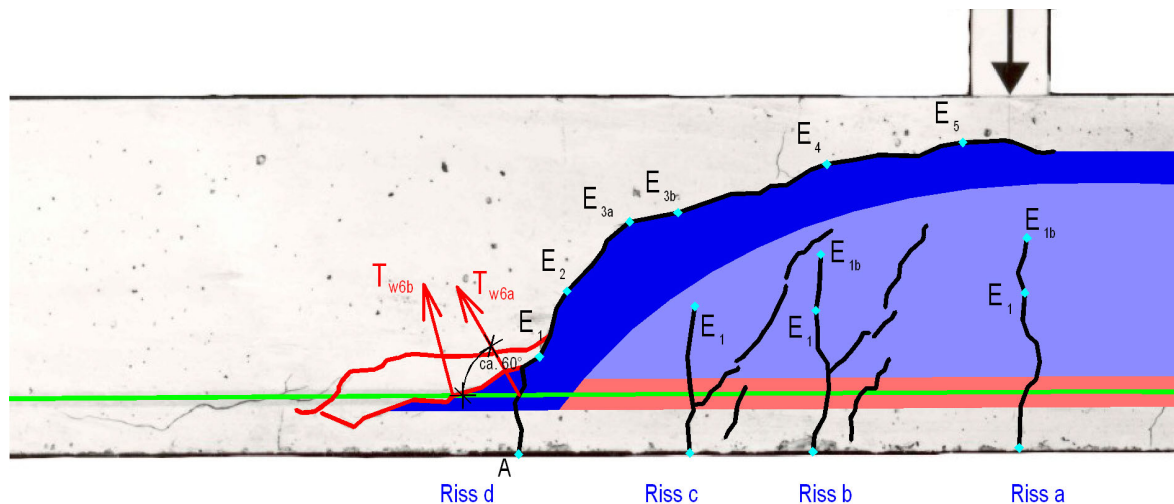 E5
E4
E3b
E3a
E1b
E1b
E2
Tw6b
Tw6a
E1
E1
E1
E1
ca. 60°
A
Riss d
Riss c
Riss b
Riss a